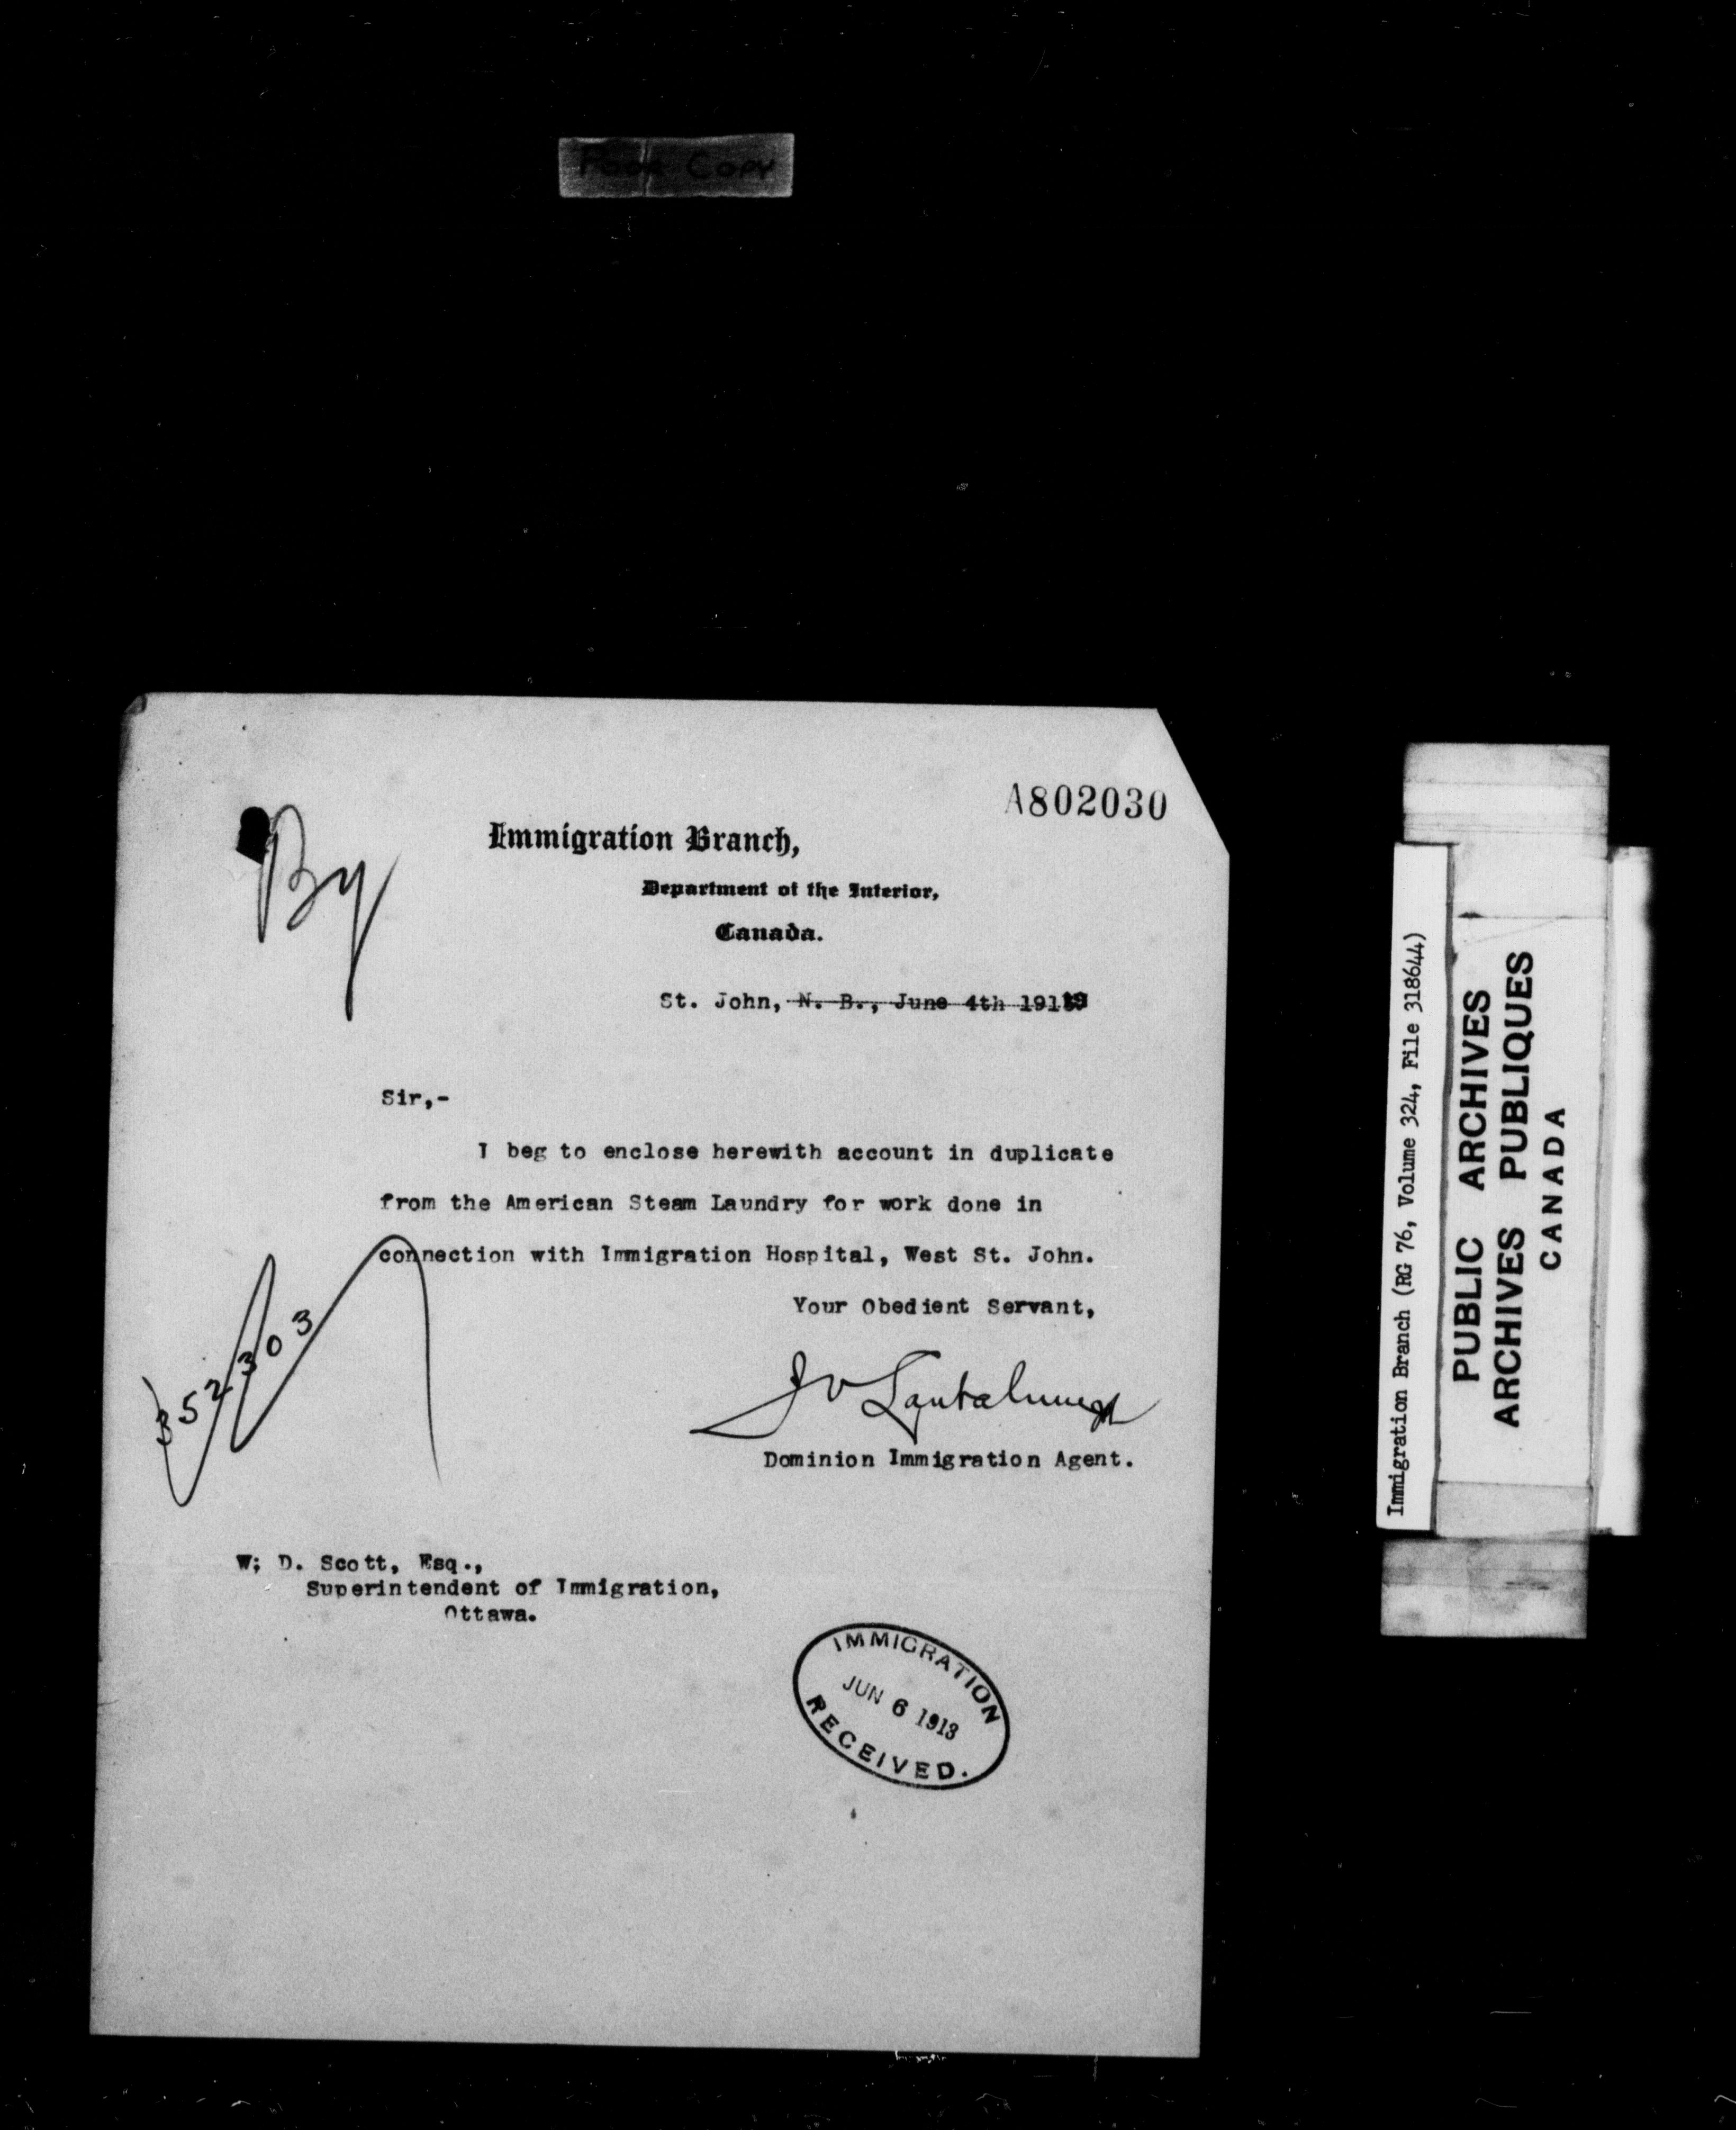 Poor Copy
A802030
By
Immigration Branch,
Department of the Interior,
Canada.
St. John, N. B., June 4th 191
Sir,-
I beg to enclose herewith account in duplicate
from the American Steam Laundry for work done in
connection with Immigration Hospital, West St. John.
Your Obedient Servant,
352303
Dominion Immigration Agent.
W; D. Scott, Esq.,
Superintendent of Immigration,
Ottawa.
IMMIGRATION
JUN 6 1913
RECEIVED.
Immigration Branch (RG 76, Volume 324, File 318644)
PUBLIC ARCHIVES
ARCHIVES PUBLIQUES
CANADA